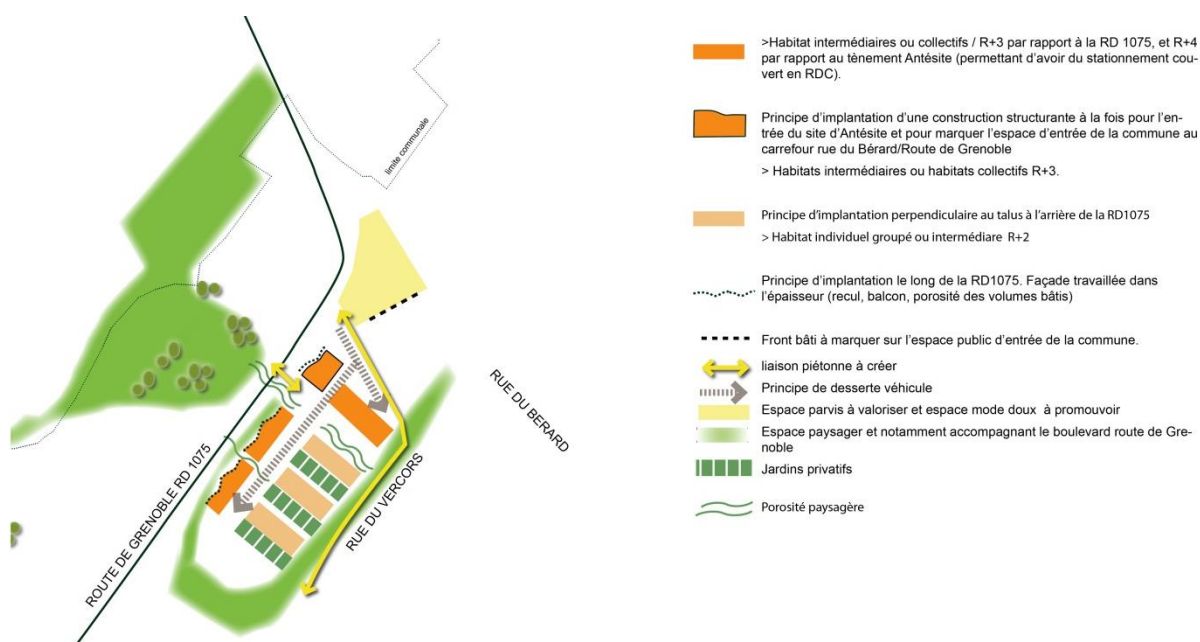 limite communale
RUE DU BERARD
RUE DU VERCORS
ROUTE DE GRENOBLE RD 1075
>Habitat intermédiaires ou collectifs / R+3 par rapport à la RD 1075, et R+4
par rapport au tènement Antésite (permettant d'avoir du stationnement cou-
vert en RDC).
Principe d'implantation d'une construction structurante à la fois pour l'en-
trée du site d'Antésite et pour marquer l'espace d'entrée de la commune au
carrefour rue du Bérard/Route de Grenoble
> Habitats intermédiaires ou habitats collectifs R+3.
Principe d'implantation perpendiculaire au talus à l'arrière de la RD1075
> Habitat individuel groupé ou intermédiare R+2
Principe d'implantation le long de la RD1075. Façade travaillée dans
l'épaisseur (recul, balcon, porosité des volumes bâtis)
Front bâti à marquer sur l'espace public d'entrée de la commune.
liaison piétonne à créer
Principe de desserte véhicule
Espace parvis à valoriser et espace mode doux à promouvoir
Espace paysager et notamment accompagnant le boulevard route de Gre-
noble
Jardins privatifs
Porosité paysagère